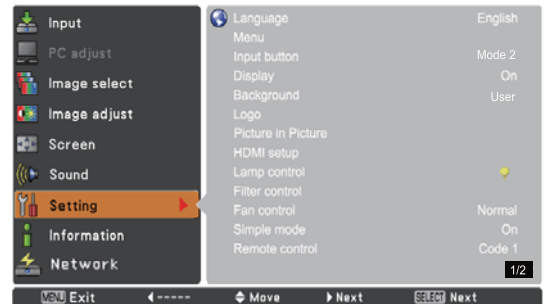 Input
PC adjust
Image select
Image adjust
Screen
Sound
Setting
Information
Network
Language English
Menu
Input button Mode 2
Display On
Background User
Logo
Picture in Picture
HDMI setup
Lamp control
Filter control
Fan control Normal
Simple mode On
Remote control Code 1
1/2
MENU Exit ----- Move Next SELECT Next